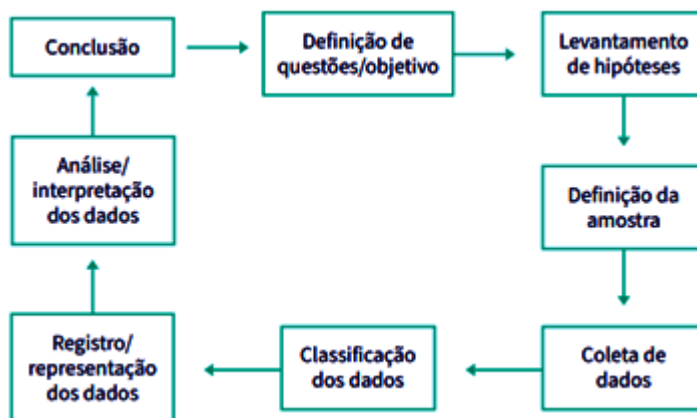 Conclusão
Definição de
questões/objetivo
Levantamento
de hipóteses
Análise/
interpretação
dos dados
Definição da
amostra
Registro/
representação
dos dados
Classificação
dos dados
Coleta de
dados